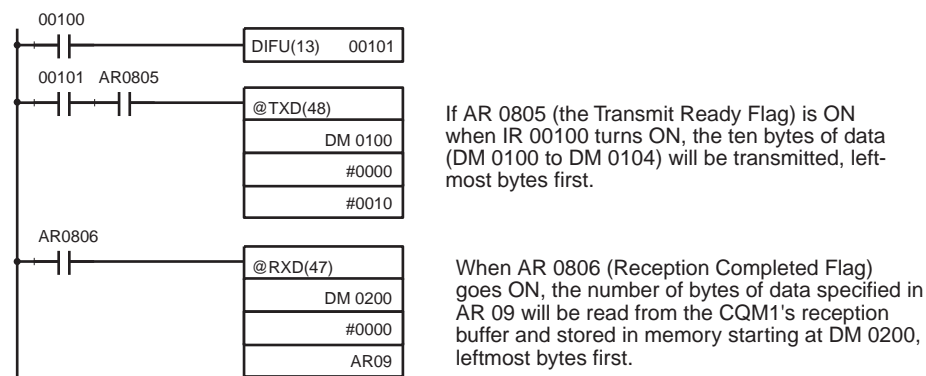 00100
DIFU(13) 00101
00101 AR0805
@TXD(48)
DM 0100
#0000
#0010
If AR 0805 (the Transmit Ready Flag) is ON
when IR 00100 turns ON, the ten bytes of data
(DM 0100 to DM 0104) will be transmitted, left-
most bytes first.
AR0806
@RXD(47)
DM 0200
#0000
AR09
When AR 0806 (Reception Completed Flag)
goes ON, the number of bytes of data specified in
AR 09 will be read from the CQM1's reception
buffer and stored in memory starting at DM 0200,
leftmost bytes first.